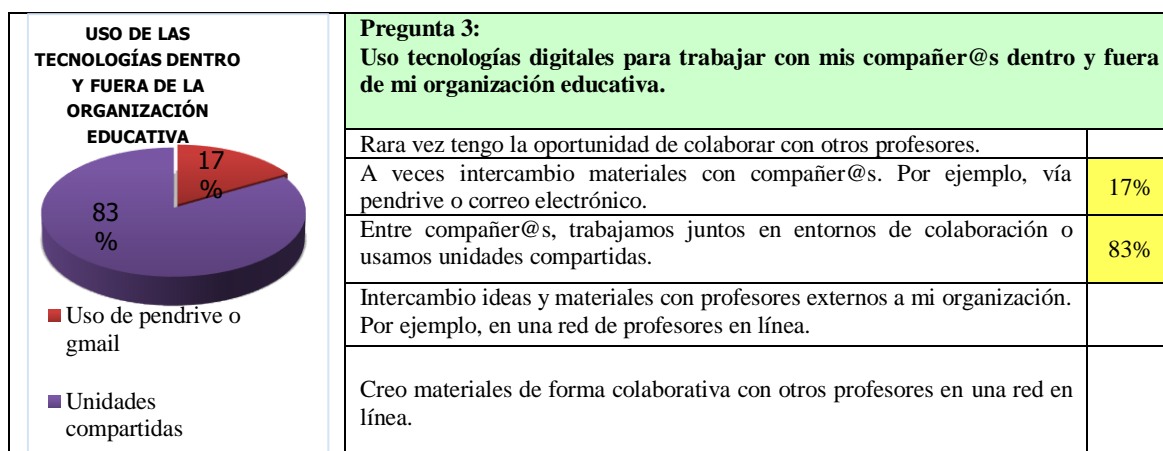 USO DE LAS
TECNOLOGÍAS DENTRO
Y FUERA DE LA
ORGANIZACIÓN
EDUCATIVA
17
%
83
%
Uso de pendrive o
gmail
Unidades
compartidas
Pregunta 3:
Uso tecnologías digitales para trabajar con mis compañer@s dentro y fuera
de mi organización educativa.
Rara vez tengo la oportunidad de colaborar con otros profesores.
A veces intercambio materiales con compañer@s. Por ejemplo, vía
pendrive o correo electrónico.
17%
Entre compañer@s, trabajamos juntos en entornos de colaboración o
usamos unidades compartidas.
83%
Intercambio ideas y materiales con profesores externos a mi organización.
Por ejemplo, en una red de profesores en línea.
Creo materiales de forma colaborativa con otros profesores en una red en
línea.